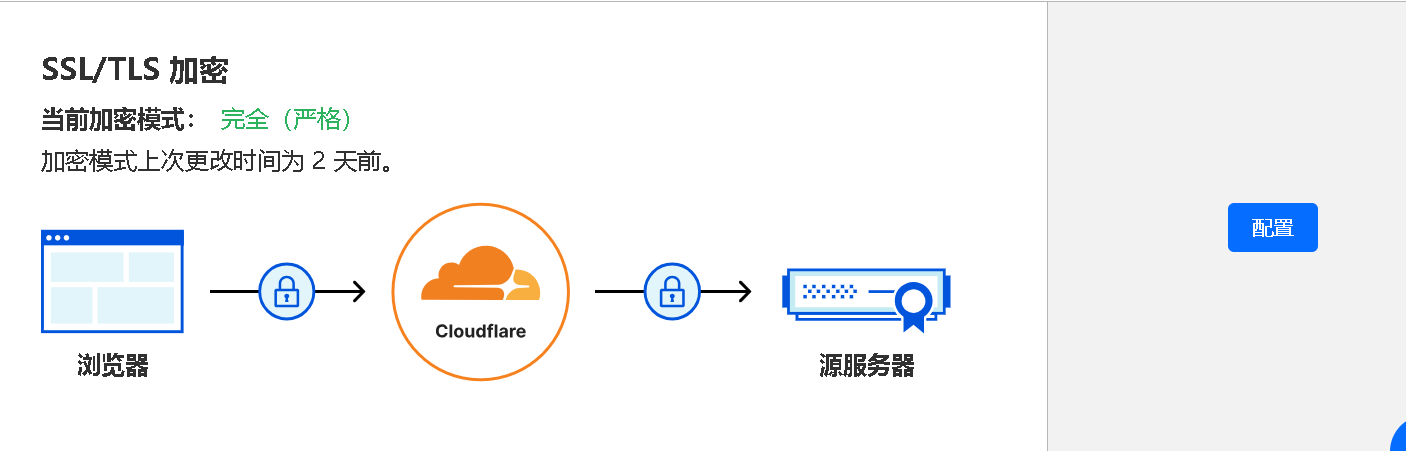 SSL/TLS 加密
当前加密模式： 完全（严格）
加密模式上次更改时间为 2 天前。
配置
Cloudflare
浏览器
源服务器